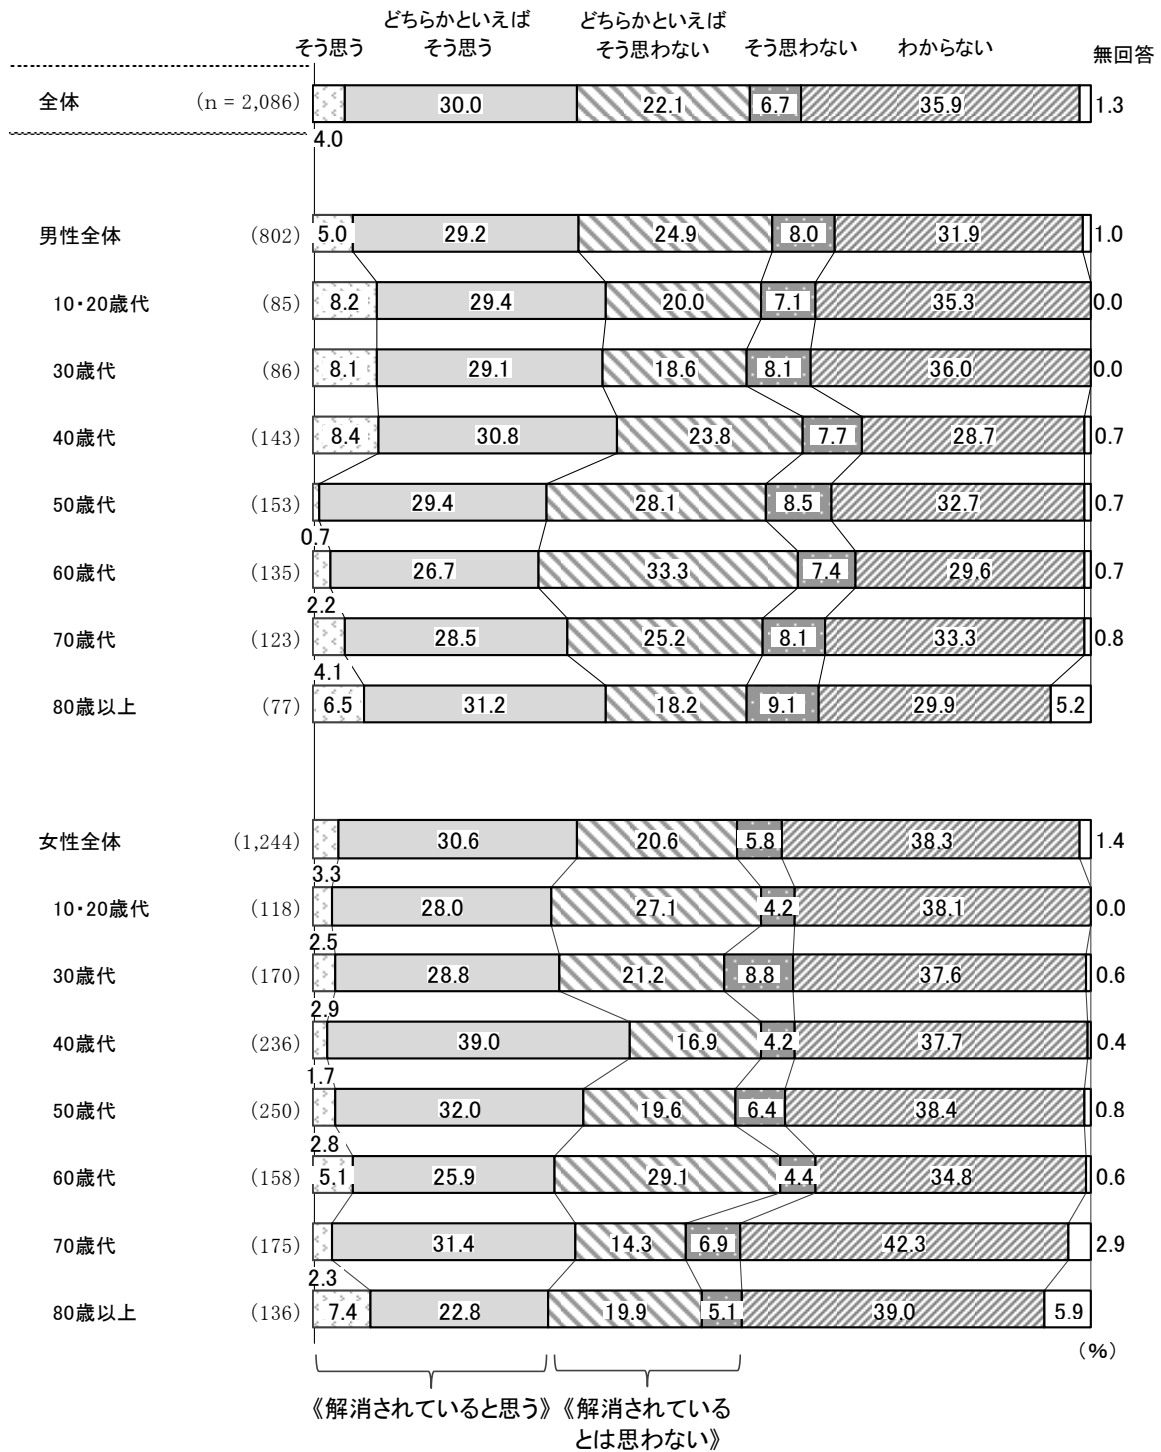 どちらかといえば どちらかといえば
そう思う そう思う そう思わない そう思わない わからない 無回答
全体 (n = 2,086) 30.0 22.1 6.7 35.9 1.3
4.0
男性全体 (802) 5.0 29.2 24.9 8.0 31.9 1.0
10・20歳代 (85) 8.2 29.4 20.0 7.1 35.3 0.0
30歳代 (86) 8.1 29.1 18.6 8.1 36.0 0.0
40歳代 (143) 8.4 30.8 23.8 7.7 28.7 0.7
50歳代 (153) 29.4 28.1 8.5 32.7 0.7
0.7
60歳代 (135) 26.7 33.3 7.4 29.6 0.7
2.2
70歳代 (123) 28.5 25.2 8.1 33.3 0.8
4.1
80歳以上 (77) 6.5 31.2 18.2 9.1 29.9 5.2
女性全体 (1,244) 30.6 20.6 5.8 38.3 1.4
3.3
10・20歳代 (118) 28.0 27.1 4.2 38.1 0.0
2.5
30歳代 (170) 28.8 21.2 8.8 37.6 0.6
2.9
40歳代 (236) 39.0 16.9 4.2 37.7 0.4
1.7
50歳代 (250) 32.0 19.6 6.4 38.4 0.8
2.8
60歳代 (158) 5.1 25.9 29.1 4.4 34.8 0.6
70歳代 (175) 31.4 14.3 6.9 42.3 2.9
2.3
80歳以上 (136) 7.4 22.8 19.9 5.1 39.0 5.9
(%)
《解消されていると思う》 《解消されている
とは思わない》